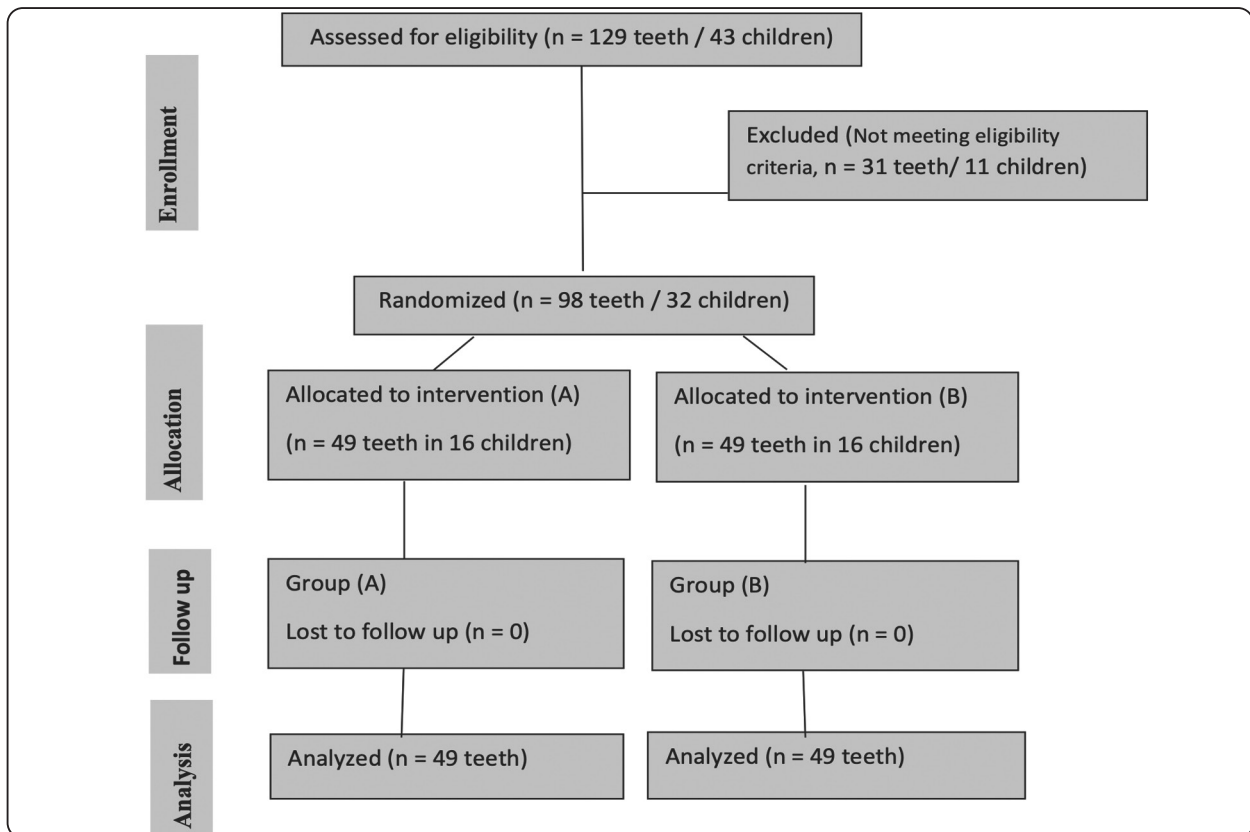 Assessed for eligibility (n = 129 teeth / 43 children)
Enrollment
Excluded (Not meeting eligibility
criteria, n = 31 teeth/ 11 children)
Randomized (n = 98 teeth / 32 children)
Allocation
Allocated to intervention (A)
(n = 49 teeth in 16 children)
Allocated to intervention (B)
(n = 49 teeth in 16 children)
Follow up
Group (A)
Lost to follow up (n = 0)
Group (B)
Lost to follow up (n = 0)
Analysis
Analyzed (n = 49 teeth)
Analyzed (n = 49 teeth)